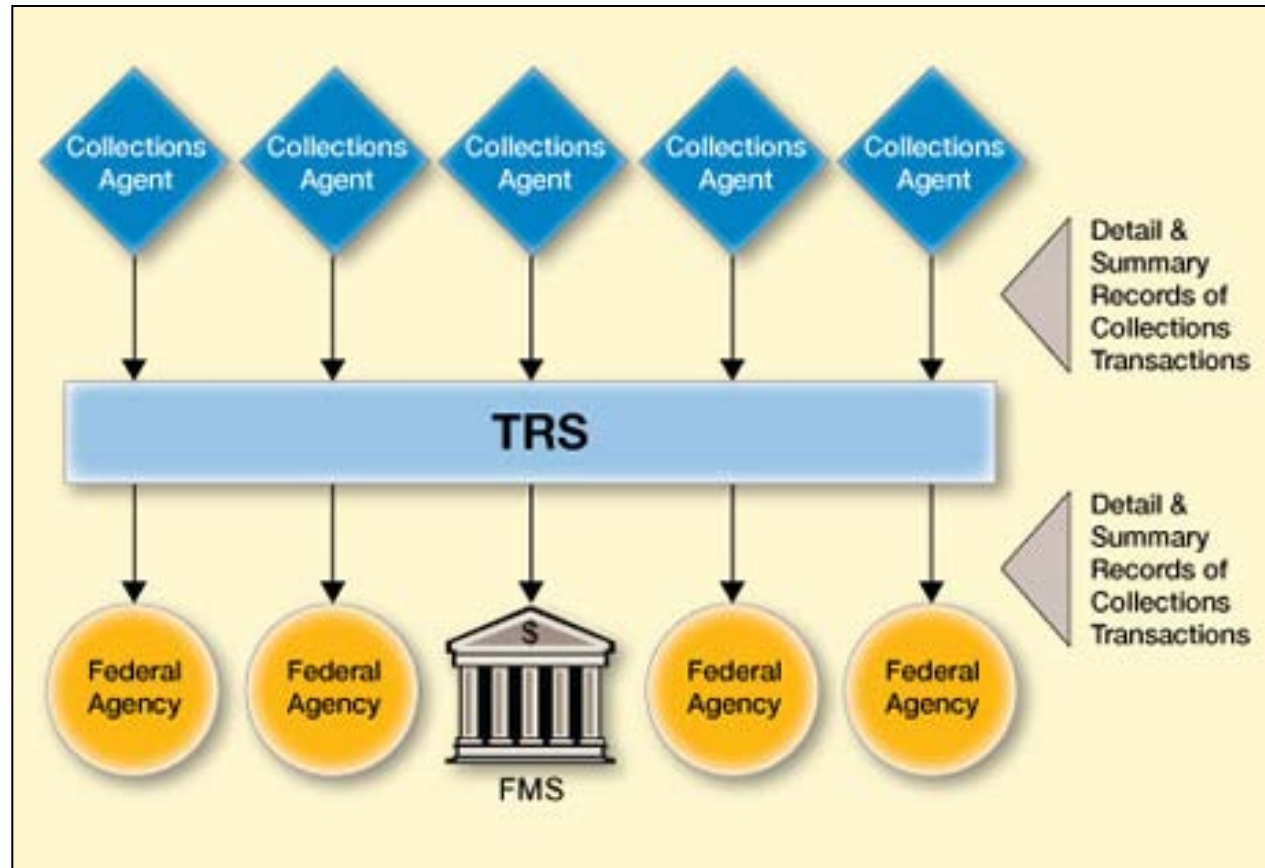 Collections
Agent
Collections
Agent
Collections
Agent
Collections
Agent
Collections
Agent
Detail &
Summary
Records of
Collections
Transactions
TRS
Detail &
Summary
Records of
Collections
Transactions
Federal
Agency
Federal
Agency
$
FMS
Federal
Agency
Federal
Agency